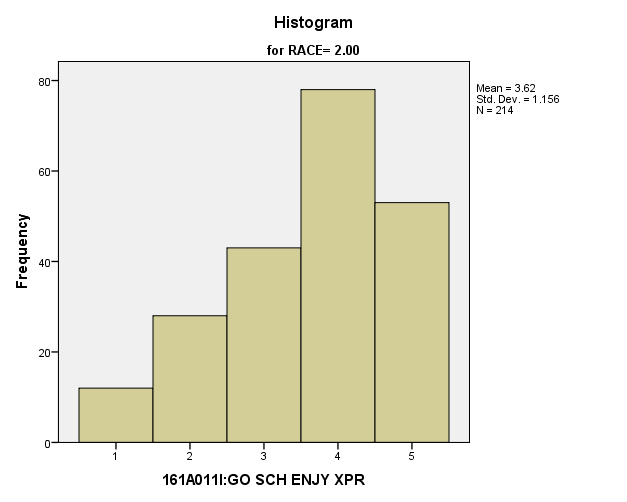 Histogram
for RACE= 2.00
Mean = 3.62
Std. Dev. = 1.156
N = 214
80
60
40
20
0
Frequency
1 2 3 4 5
161A011I:GO SCH ENJY XPR